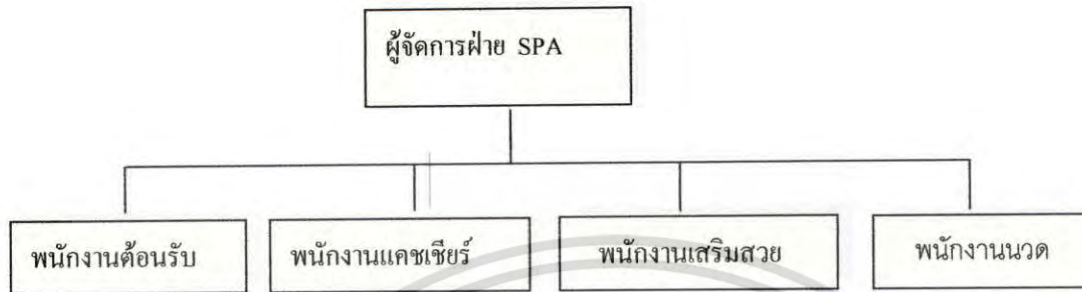 ผู้จัดการฝ่าย SPA
พนักงานต้อนรับ
พนักงานแคชเชียร์
พนักงานเสริมสวย
พนักงานนวด